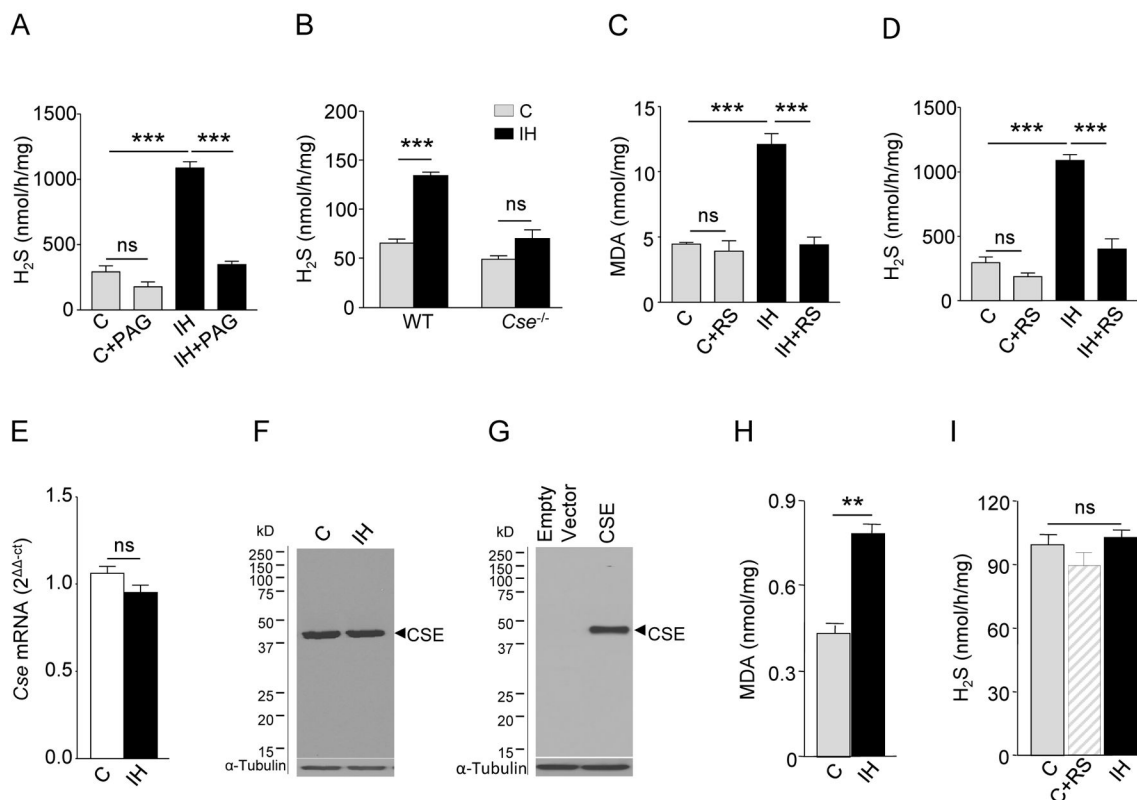 A
H₂S (nmol/h/mg)
1500
1000
500
0
***
***
ns
C
C+PAG
IH
IH+PAG
B
H₂S (nmol/h/mg)
200
150
100
50
0
C
IH
***
ns
WT
Cse⁻/⁻
C
MDA (nmol/mg)
15
10
5
0
***
***
ns
C
C+RS
IH
IH+RS
D
H₂S (nmol/h/mg)
1500
1000
500
0
***
***
ns
C
C+RS
IH
IH+RS
E
Cse mRNA (2ΔΔ-ct)
1.5
1.0
0.5
0.0
ns
C
IH
F
kD
C
IH
250
150
100
75
50
37
25
20
15
CSE
α-Tubulin
G
kD
Empty
Vector
CSE
250
150
100
75
50
37
25
20
15
CSE
α-Tubulin
H
MDA (nmol/mg)
0.9
0.6
0.3
0
**
C
IH
I
H₂S (nmol/h/mg)
120
90
60
30
0
ns
C
C+RS
IH